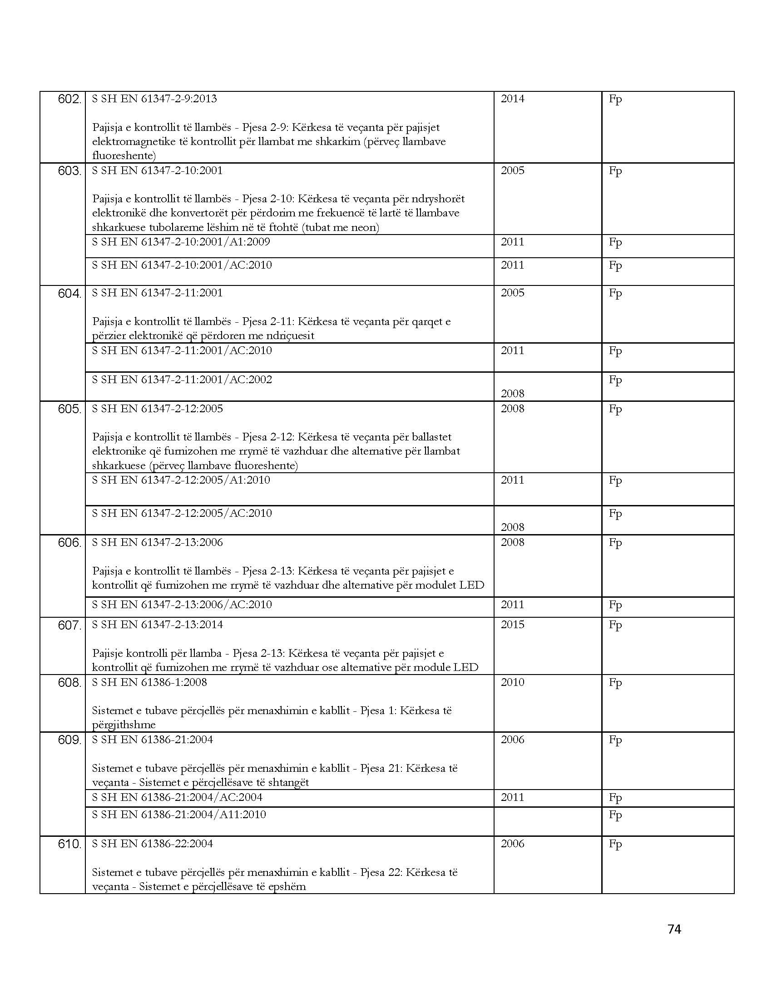 602. S SH EN 61347-2-9:2013 2014 Fp
Pajisja e kontrollit të llambës - Pjesa 2-9: Kërkesa të veçanta për pajisjet
elektromagnetike të kontrollit për llambat me shkarkim (përveç llambave
fluoreshente)
603. S SH EN 61347-2-10:2001 2005 Fp
Pajisja e kontrollit të llambës - Pjesa 2-10: Kërkesa të veçanta për ndryshorët
elektronikë dhe konvertorët për përdorim me frekuencë të lartë të llambave
shkarkuese tubolareme lëshim në të ftohtë (tubat me neon)
S SH EN 61347-2-10:2001/A1:2009 2011 Fp
S SH EN 61347-2-10:2001/AC:2010 2011 Fp
604. S SH EN 61347-2-11:2001 2005 Fp
Pajisja e kontrollit të llambës - Pjesa 2-11: Kërkesa të veçanta për qarqet e
përzier elektronikë që përdoren me ndriçuesit
S SH EN 61347-2-11:2001/AC:2010 2011 Fp
S SH EN 61347-2-11:2001/AC:2002 Fp
2008
605. S SH EN 61347-2-12:2005 2008 Fp
Pajisja e kontrollit të llambës - Pjesa 2-12: Kërkesa të veçanta për ballastet
elektronike që furnizohen me rrymë të vazhduar dhe alternative për llambat
shkarkuese (përveç llambave fluoreshente)
S SH EN 61347-2-12:2005/A1:2010 2011 Fp
S SH EN 61347-2-12:2005/AC:2010 Fp
2008
606. S SH EN 61347-2-13:2006 2008 Fp
Pajisja e kontrollit të llambës - Pjesa 2-13: Kërkesa të veçanta për pajisjet e
kontrollit që furnizohen me rrymë të vazhduar dhe alternative për modulet LED
S SH EN 61347-2-13:2006/AC:2010 2011 Fp
607. S SH EN 61347-2-13:2014 2015 Fp
Pajisje kontrolli për llamba - Pjesa 2-13: Kërkesa të veçanta për pajisjet e
kontrollit që furnizohen me rrymë të vazhduar ose alternative për module LED
608. S SH EN 61386-1:2008 2010 Fp
Sistemet e tubave përcjellës për menaxhimin e kabllit - Pjesa 1: Kërkesa të
përgjithshme
609. S SH EN 61386-21:2004 2006 Fp
Sistemet e tubave përcjellës për menaxhimin e kabllit - Pjesa 21: Kërkesa të
veçanta - Sistemet e përcjellësave të shtangët
S SH EN 61386-21:2004/AC:2004 2011 Fp
S SH EN 61386-21:2004/A11:2010 Fp
610. S SH EN 61386-22:2004 2006 Fp
Sistemet e tubave përcjellës për menaxhimin e kabllit - Pjesa 22: Kërkesa të
veçanta - Sistemet e përcjellësave të epshëm
74